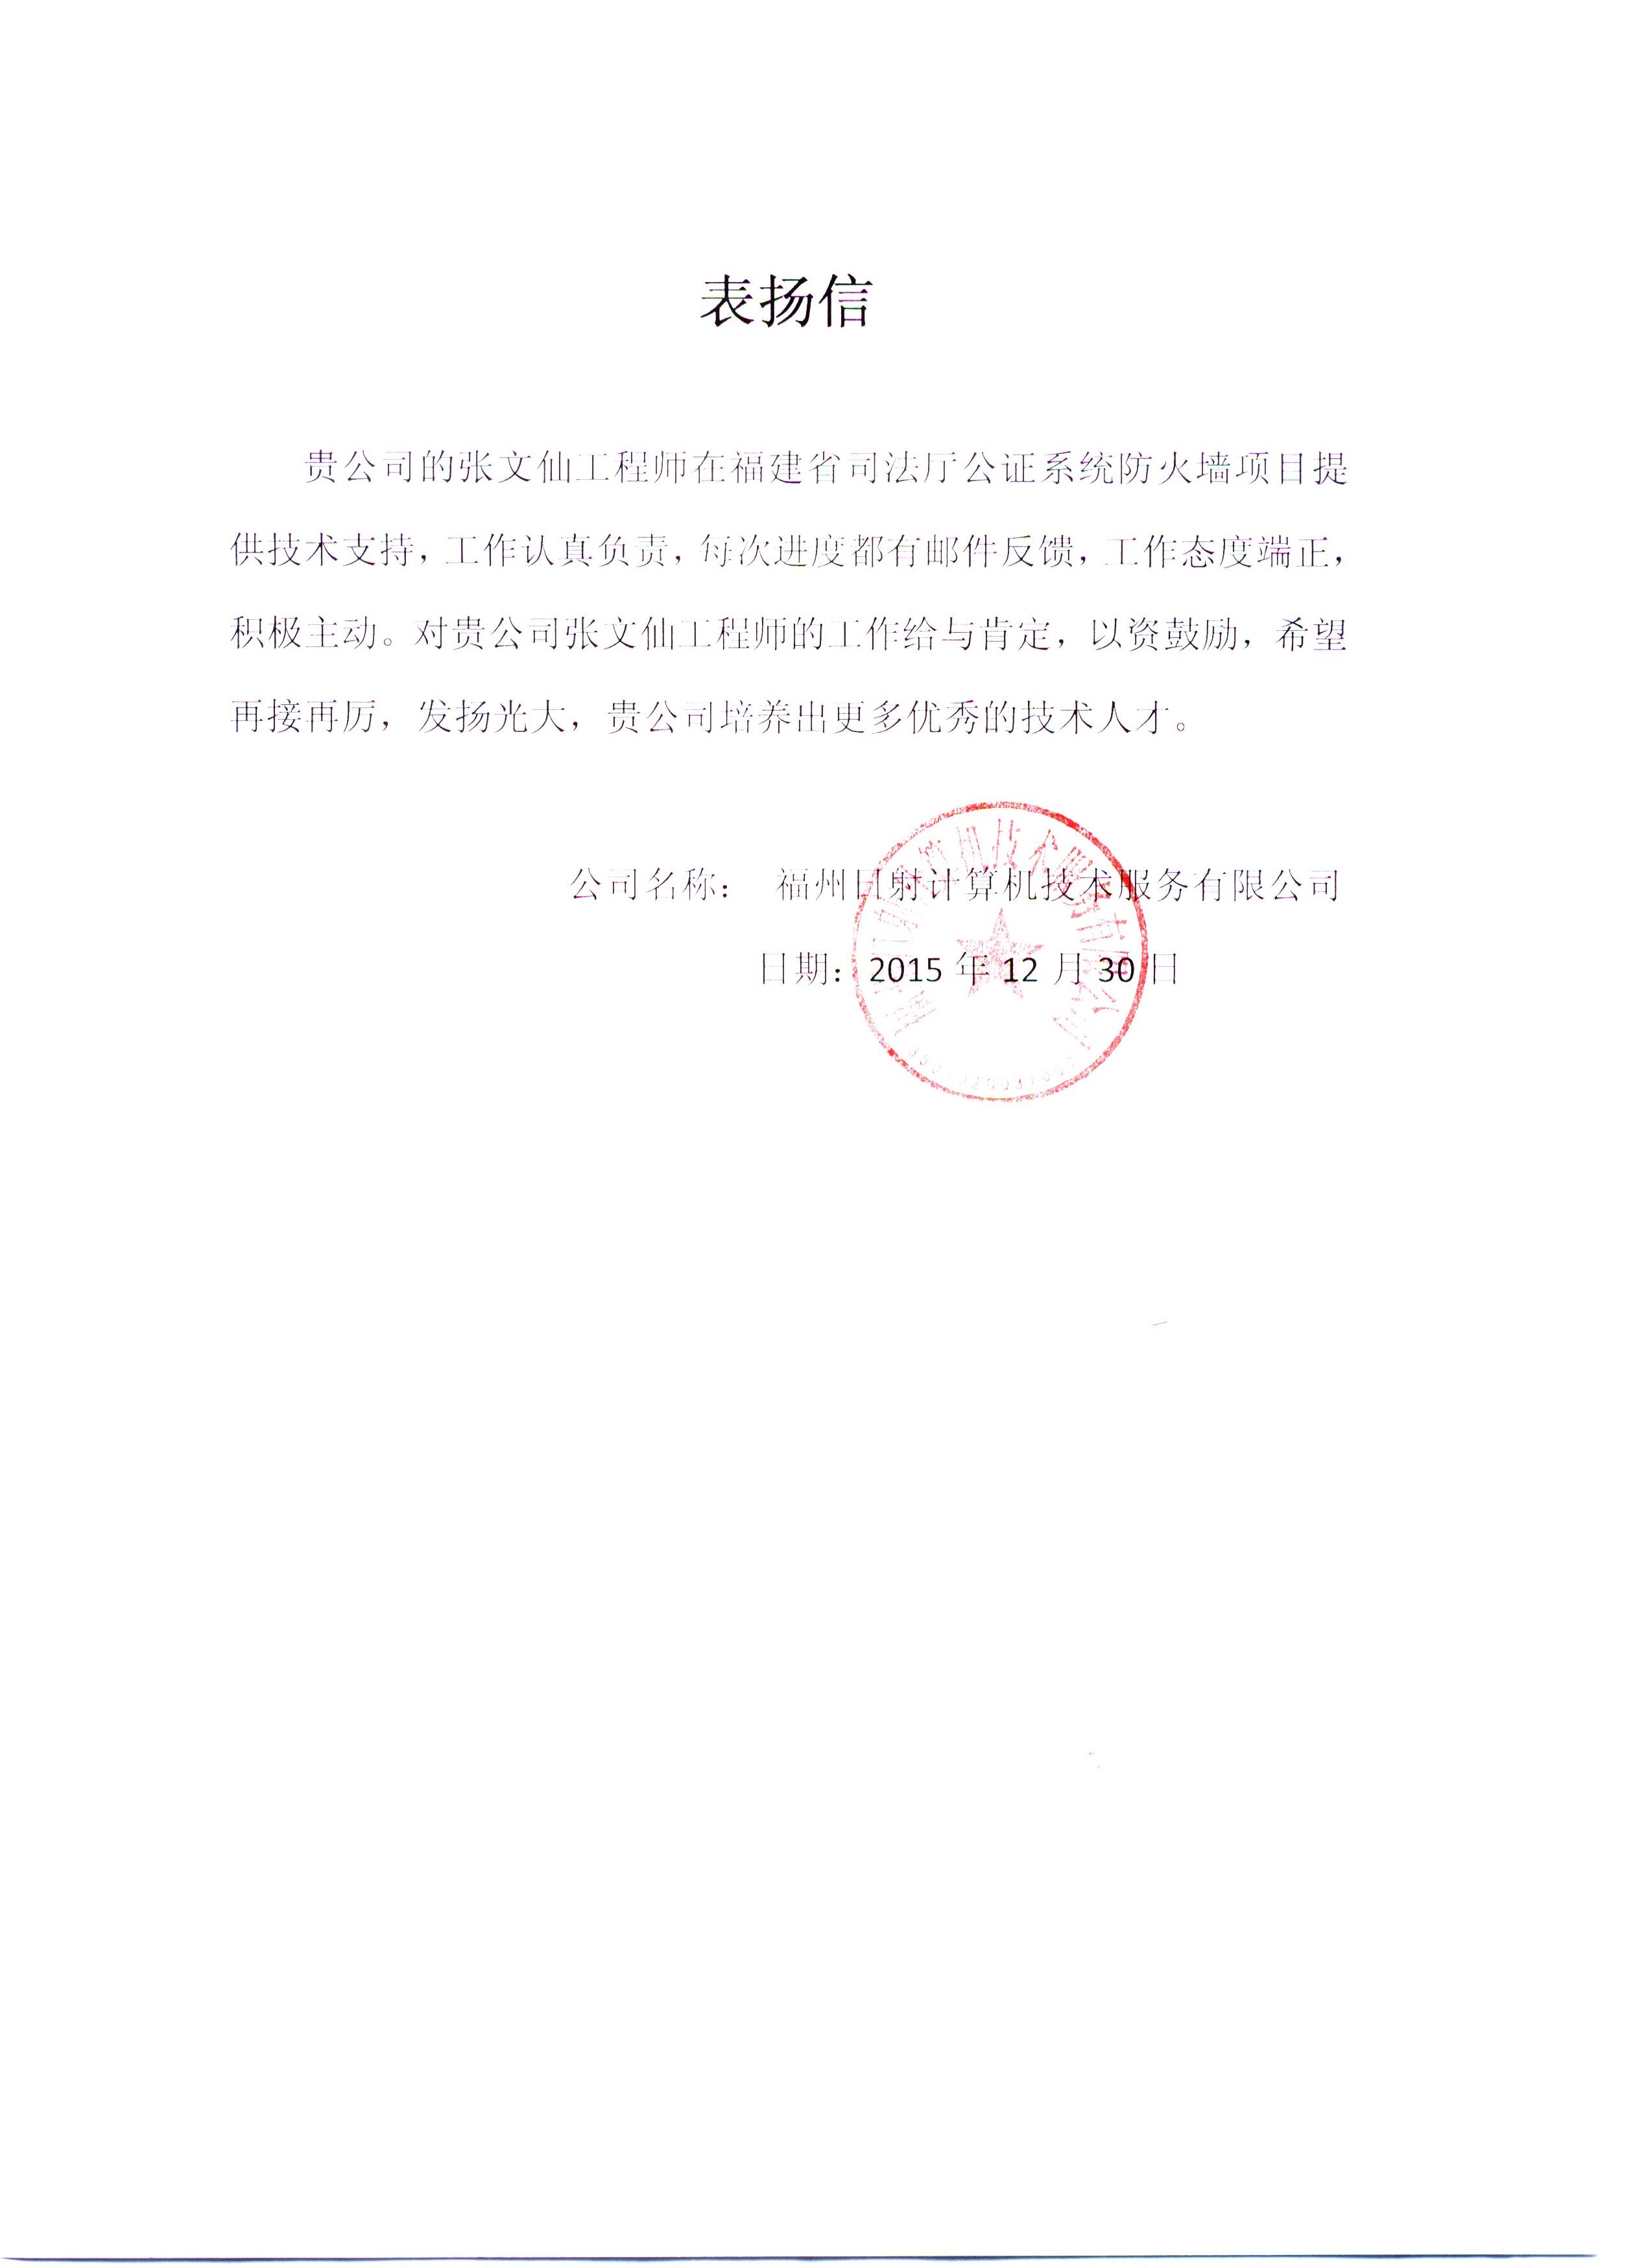 表扬信
贵公司的张文仙工程师在福建省司法厅公证系统防火墙项目提
供技术支持，工作认真负责，每次进度都有邮件反馈，工作态度端正，
积极主动。对贵公司张文仙工程师的工作给与肯定，以资鼓励，希望
再接再厉，发扬光大，贵公司培养出更多优秀的技术人才。
公司名称： 福州日射计算机技术服务有限公司
日期：2015 年 12 月 30 日